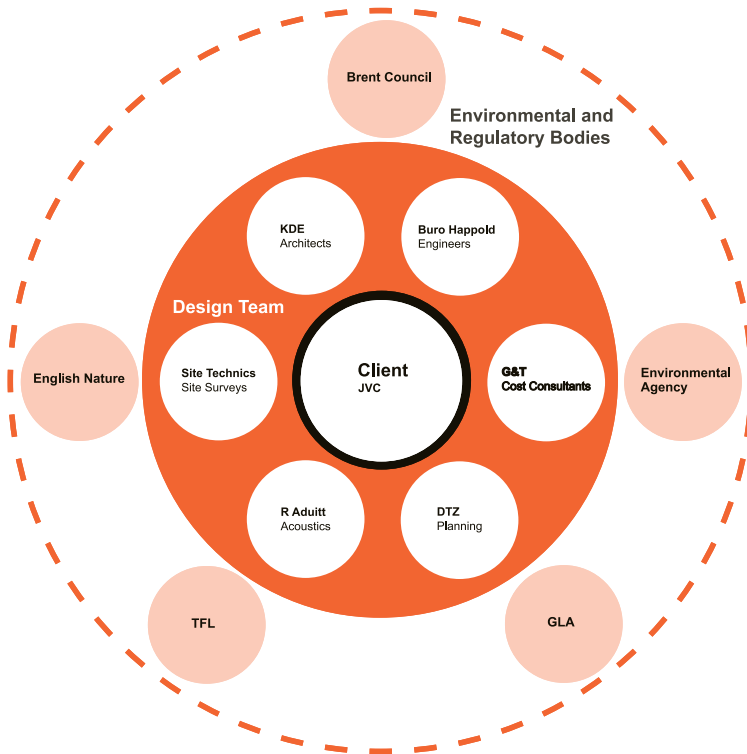 Brent Council
Environmental and
Regulatory Bodies
KDE
Architects
Buro Happold
Engineers
Design Team
English Nature
Site Technics
Site Surveys
Client
JVC
G&T
Cost Consultants
Environmental
Agency
R Aduitt
Acoustics
DTZ
Planning
TFL
GLA